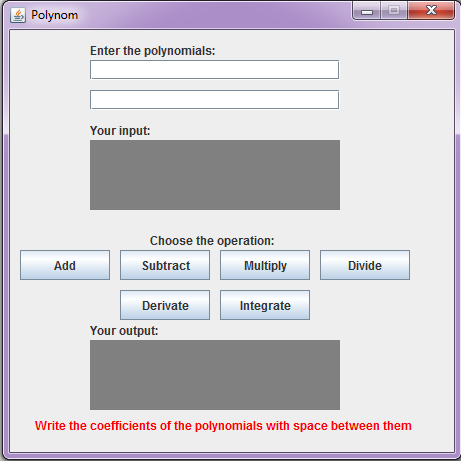 Polynom
Enter the polynomials:
Your input:
Choose the operation:
Add Subtract Multiply Divide
Derivate Integrate
Your output:
Write the coefficients of the polynomials with space between them